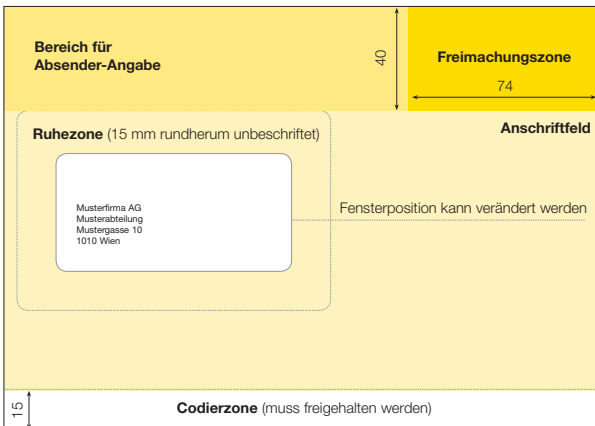 Bereich für
Absender-Angabe
40
Freimachungszone
74
Anschriftfeld
Ruhezone (15 mm rundherum unbeschriftet)
Musterfirma AG
Musterabteilung
Mustergasse 10
1010 Wien
Fensterposition kann verändert werden
15
Codierzone (muss freigehalten werden)